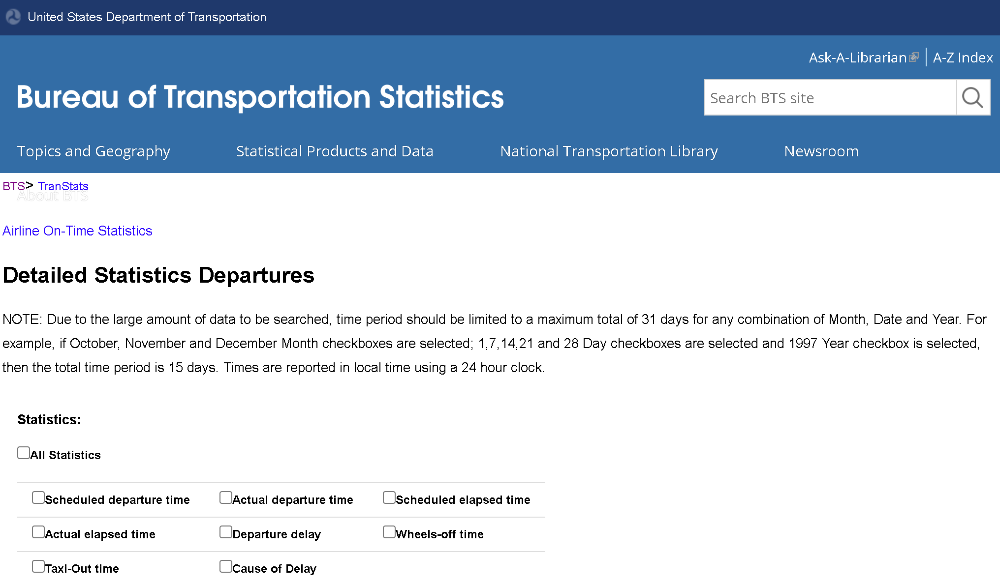 United States Department of Transportation
Ask-A-Librarian A-Z Index
Bureau of Transportation Statistics
Search BTS site
Topics and Geography Statistical Products and Data National Transportation Library Newsroom
BTS> TranStats
About BTS
Airline On-Time Statistics
Detailed Statistics Departures
NOTE: Due to the large amount of data to be searched, time period should be limited to a maximum total of 31 days for any combination of Month, Date and Year. For
example, if October, November and December Month checkboxes are selected; 1,7,14,21 and 28 Day checkboxes are selected and 1997 Year checkbox is selected,
then the total time period is 15 days. Times are reported in local time using a 24 hour clock.
Statistics:
All Statistics
Scheduled departure time Actual departure time Scheduled elapsed time
Actual elapsed time Departure delay Wheels-off time
Taxi-Out time Cause of Delay